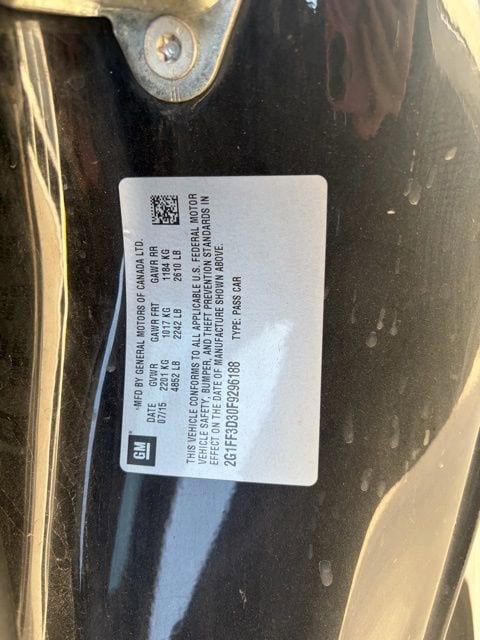 GM
MFD BY GENERAL MOTORS OF CANADA LTD.
DATE GVWR GAWR FRT GAWR RR
07/15 2201 KG 1017 KG 1184 KG
4852 LB 2242 LB 2610 LB
THIS VEHICLE CONFORMS TO ALL APPLICABLE U.S. FEDERAL MOTOR
VEHICLE SAFETY, BUMPER, AND THEFT PREVENTION STANDARDS IN
EFFECT ON THE DATE OF MANUFACTURE SHOWN ABOVE.
2G1FF3D30F9296188 TYPE: PASS CAR